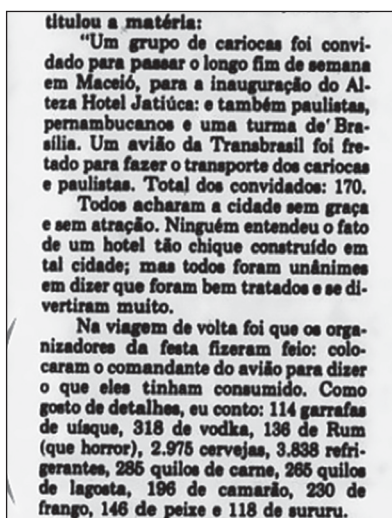 titulou a matéria:
"Um grupo de cariocas foi convi-
dado para passar o longo fim de semana
em Maceió, para a inauguração do Al-
teza Hotel Jatiúca: e também paulistas,
pernambucanos e uma turma de Bra-
sília. Um avião da Transbrasil foi fre-
tado para fazer o transporte dos cariocas
e paulistas. Total dos convidados: 170.
Todos acharam a cidade sem graça
e sem atração. Ninguém entendeu o fato
de um hotel tão chique construído em
tal cidade; mas todos foram unânimes
em dizer que foram bem tratados e se di-
vertiram muito.
Na viagem de volta foi que os orga-
nizadores da festa fizeram feio: colo-
caram o comandante do avião para dizer
o que eles tinham consumido. Como
gosto de detalhes, eu conto: 114 garrafas
de uísque, 318 de vodka, 136 de Rum
(que horror), 2.975 cervejas, 3.838 refri-
gerantes, 285 quilos de carne, 265 quilos
de lagosta, 196 de camarão, 230 de
frango, 146 de peixe e 118 de sururu.